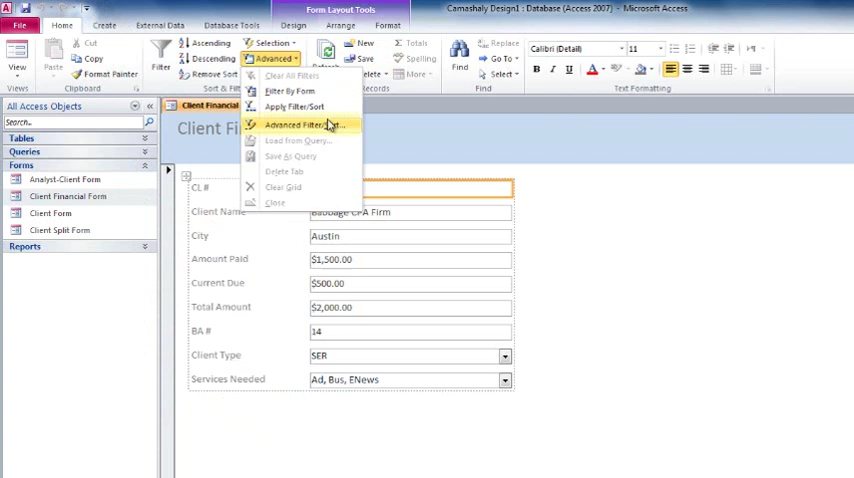 Form Layout Tools
Camashaly Design1 : Database (Access 2007) - Microsoft Access
File Home Create External Data Database Tools Design Arrange Format
Cut
Copy
Format Painter
View
Paste
Clipboard
Filter
Ascending
Descending
Remove Sort
Sort & Filter
Selection
Advanced
Refresh
New
Save
Delete
Totals
Spelling
More
Find
Replace
Go To
Select
Find
Calibri (Detail) 11
B I U
Text Formatting
Clear All Filters
Filter By Form
Apply Filter/Sort
Advanced
Load from Query...
Save As Query
Delete Tab
Clear Grid
Close
All Access Objects
Search...
Tables
Queries
Forms
Analyst-Client Form
Client Financial Form
Client Form
Client Split Form
Reports
Client Financial
Client Fi
CL #
Client Name Babbage CPA Firm
City Austin
Amount Paid $1,500.00
Current Due $500.00
Total Amount $2,000.00
BA # 14
Client Type SER
Services Needed Ad, Bus, ENews